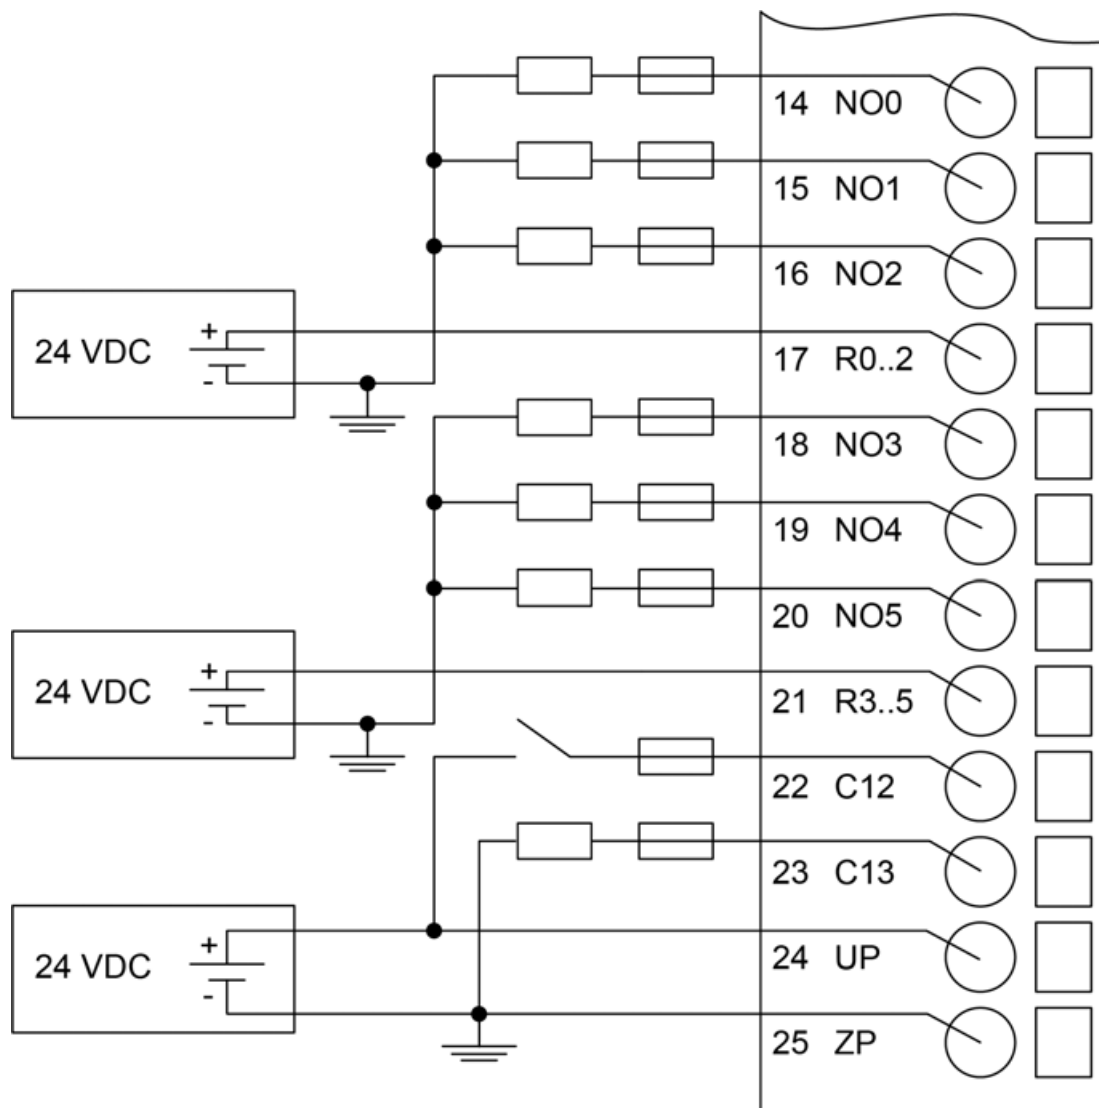 14 NO0
15 NO1
16 NO2
24 VDC
+
-
17 R0..2
18 NO3
19 NO4
20 NO5
24 VDC
+
-
21 R3..5
22 C12
23 C13
24 VDC
+
-
24 UP
25 ZP